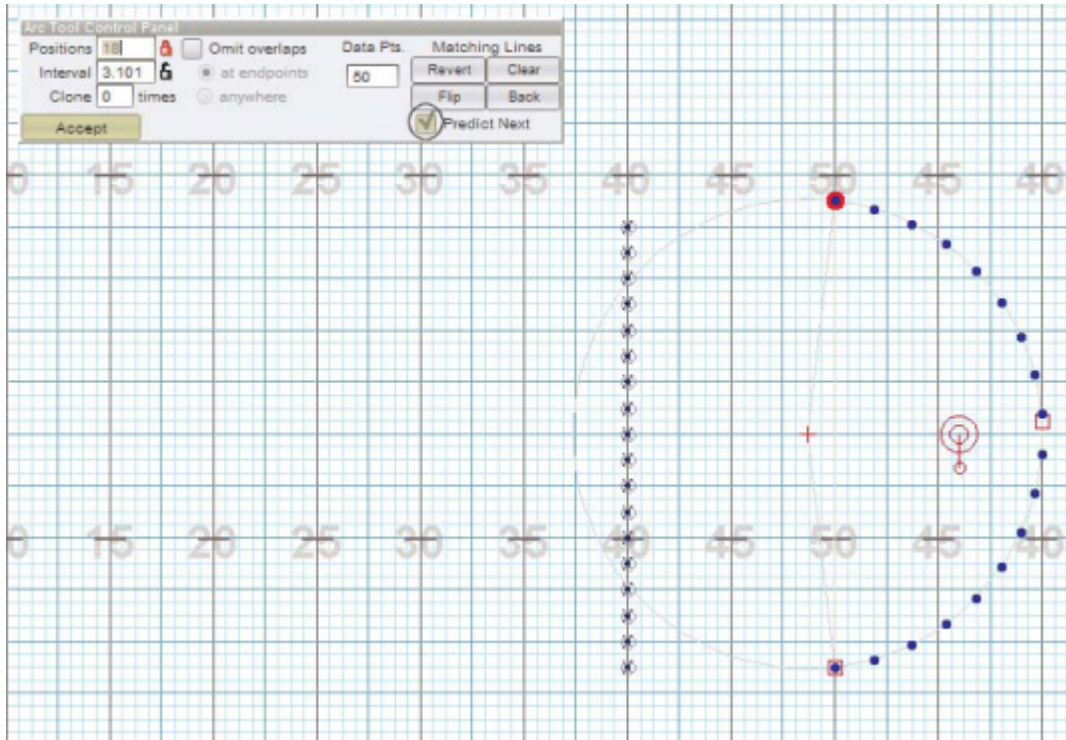 Arc Tool Control Panel
Positions 18 Omit overlaps Data Pts. Matching Lines
Interval 3.101 at endpoints 50 Revert Clear
Clone 0 times anywhere Flip Back
Accept Predict Next
0 15 20 25 30 35 40 45 50 45 40
0 15 20 25 30 35 40 45 50 45 40